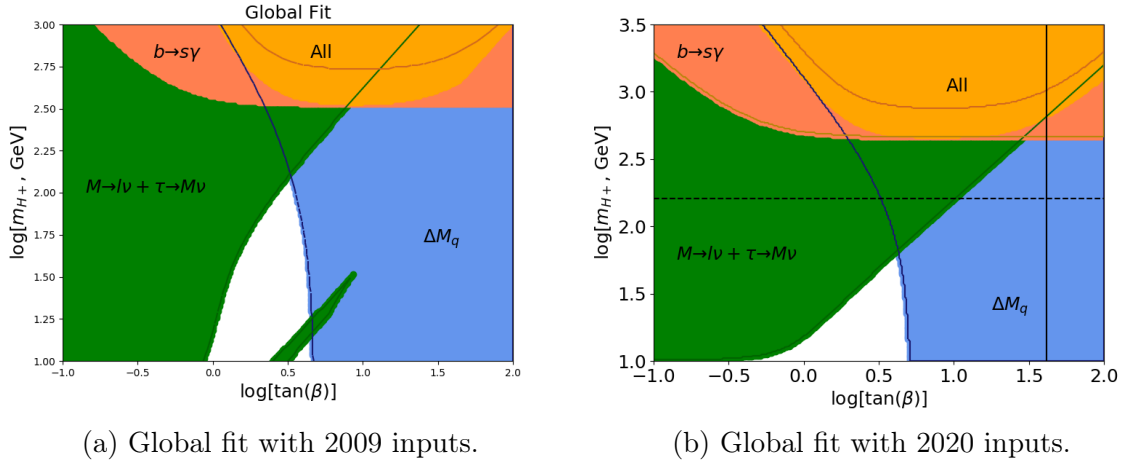 Global Fit
3.00
2.75
2.50
2.25
2.00
1.75
1.50
1.25
1.00
log[m_{H+}, GeV]
b→sγ
All
M→lν + τ→Mν
ΔM_q
−1.0 −0.5 0.0 0.5 1.0 1.5 2.0
log[tan(β)]
(a) Global fit with 2009 inputs.
3.5
3.0
2.5
2.0
1.5
1.0
log[m_{H+}, GeV]
b→sγ
All
M→lν + τ→Mν
ΔM_q
−1.0 −0.5 0.0 0.5 1.0 1.5 2.0
log[tan(β)]
(b) Global fit with 2020 inputs.